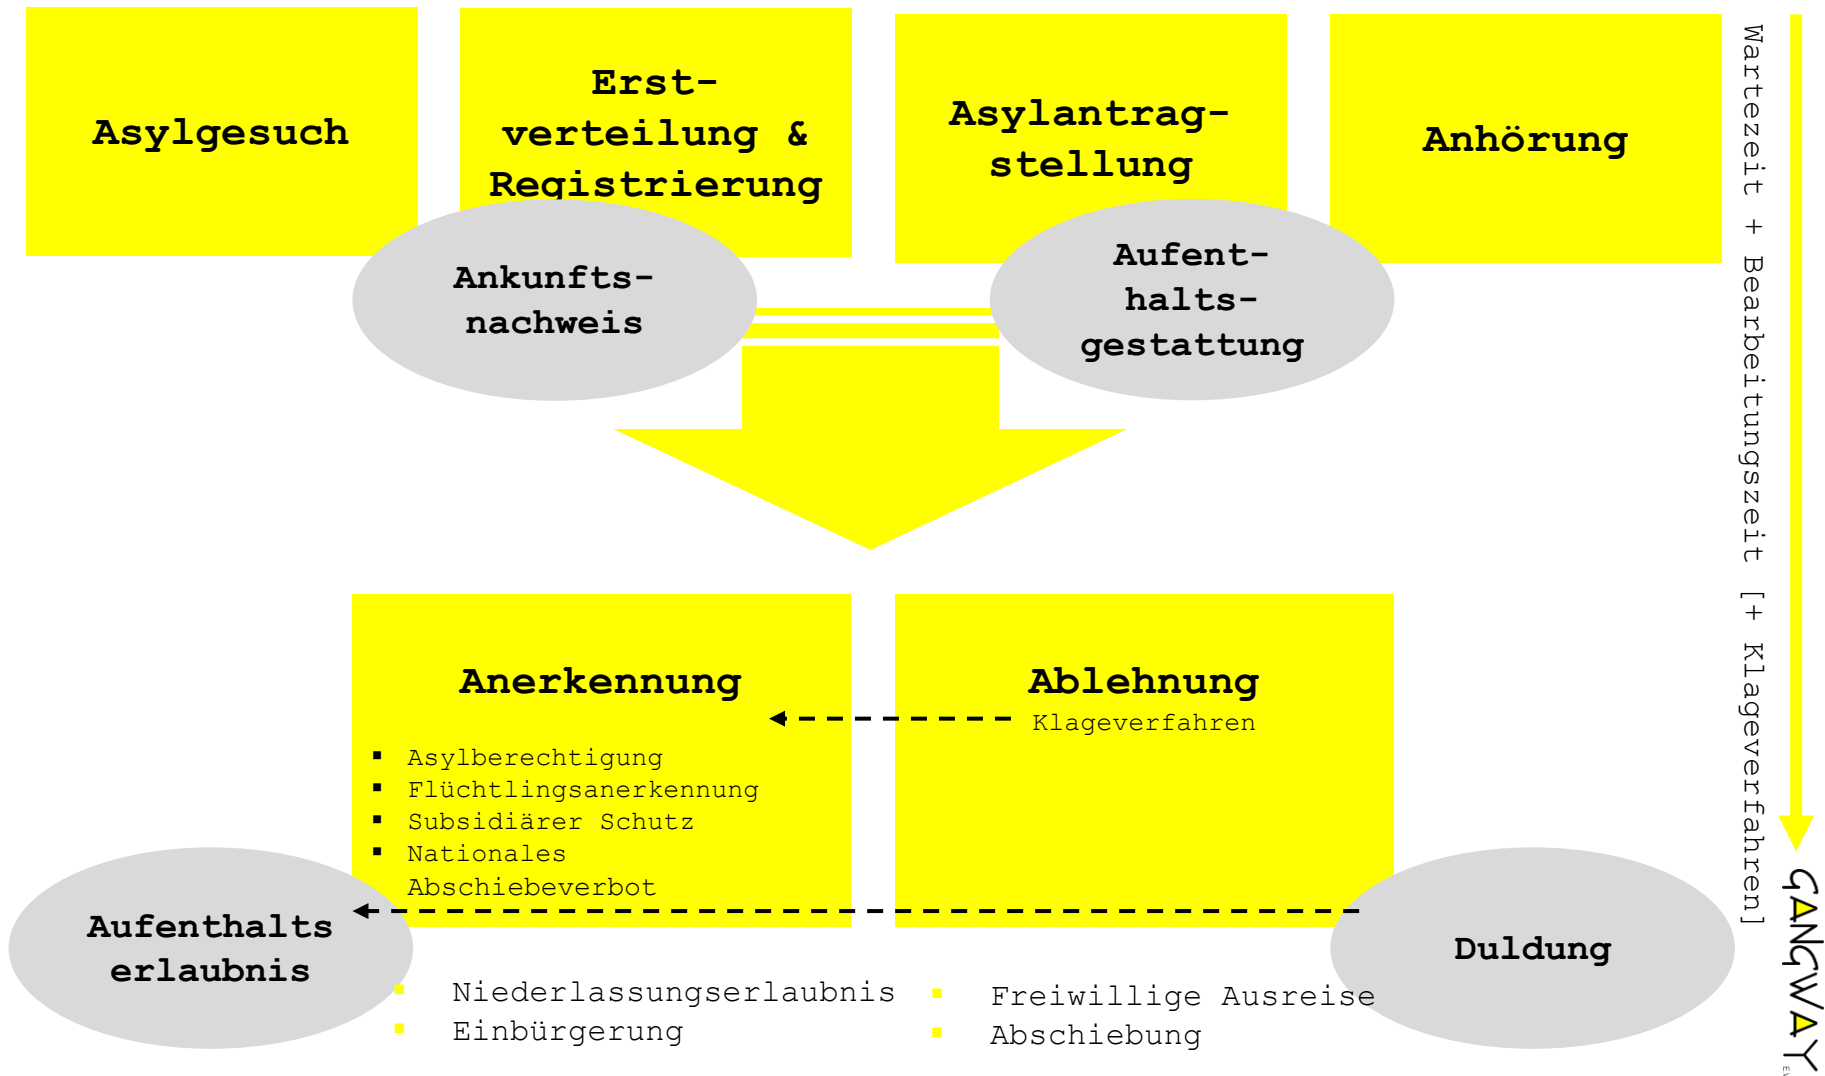 Asylgesuch
Erst-
verteilung &
Registrierung
Asylantrag-
stellung
Anhörung
Ankunfts-
nachweis
Aufent-
halts-
gestattung
Wartezeit + Bearbeitungszeit [+ Klageverfahren]
Anerkennung
▪ Asylberechtigung
▪ Flüchtlingsanerkennung
▪ Subsidiärer Schutz
▪ Nationales
Abschiebeverbot
Ablehnung
Klageverfahren
Aufenthalts
erlaubnis
Duldung
▪ Niederlassungserlaubnis
▪ Einbürgerung
▪ Freiwillige Ausreise
▪ Abschiebung
GANGWAY